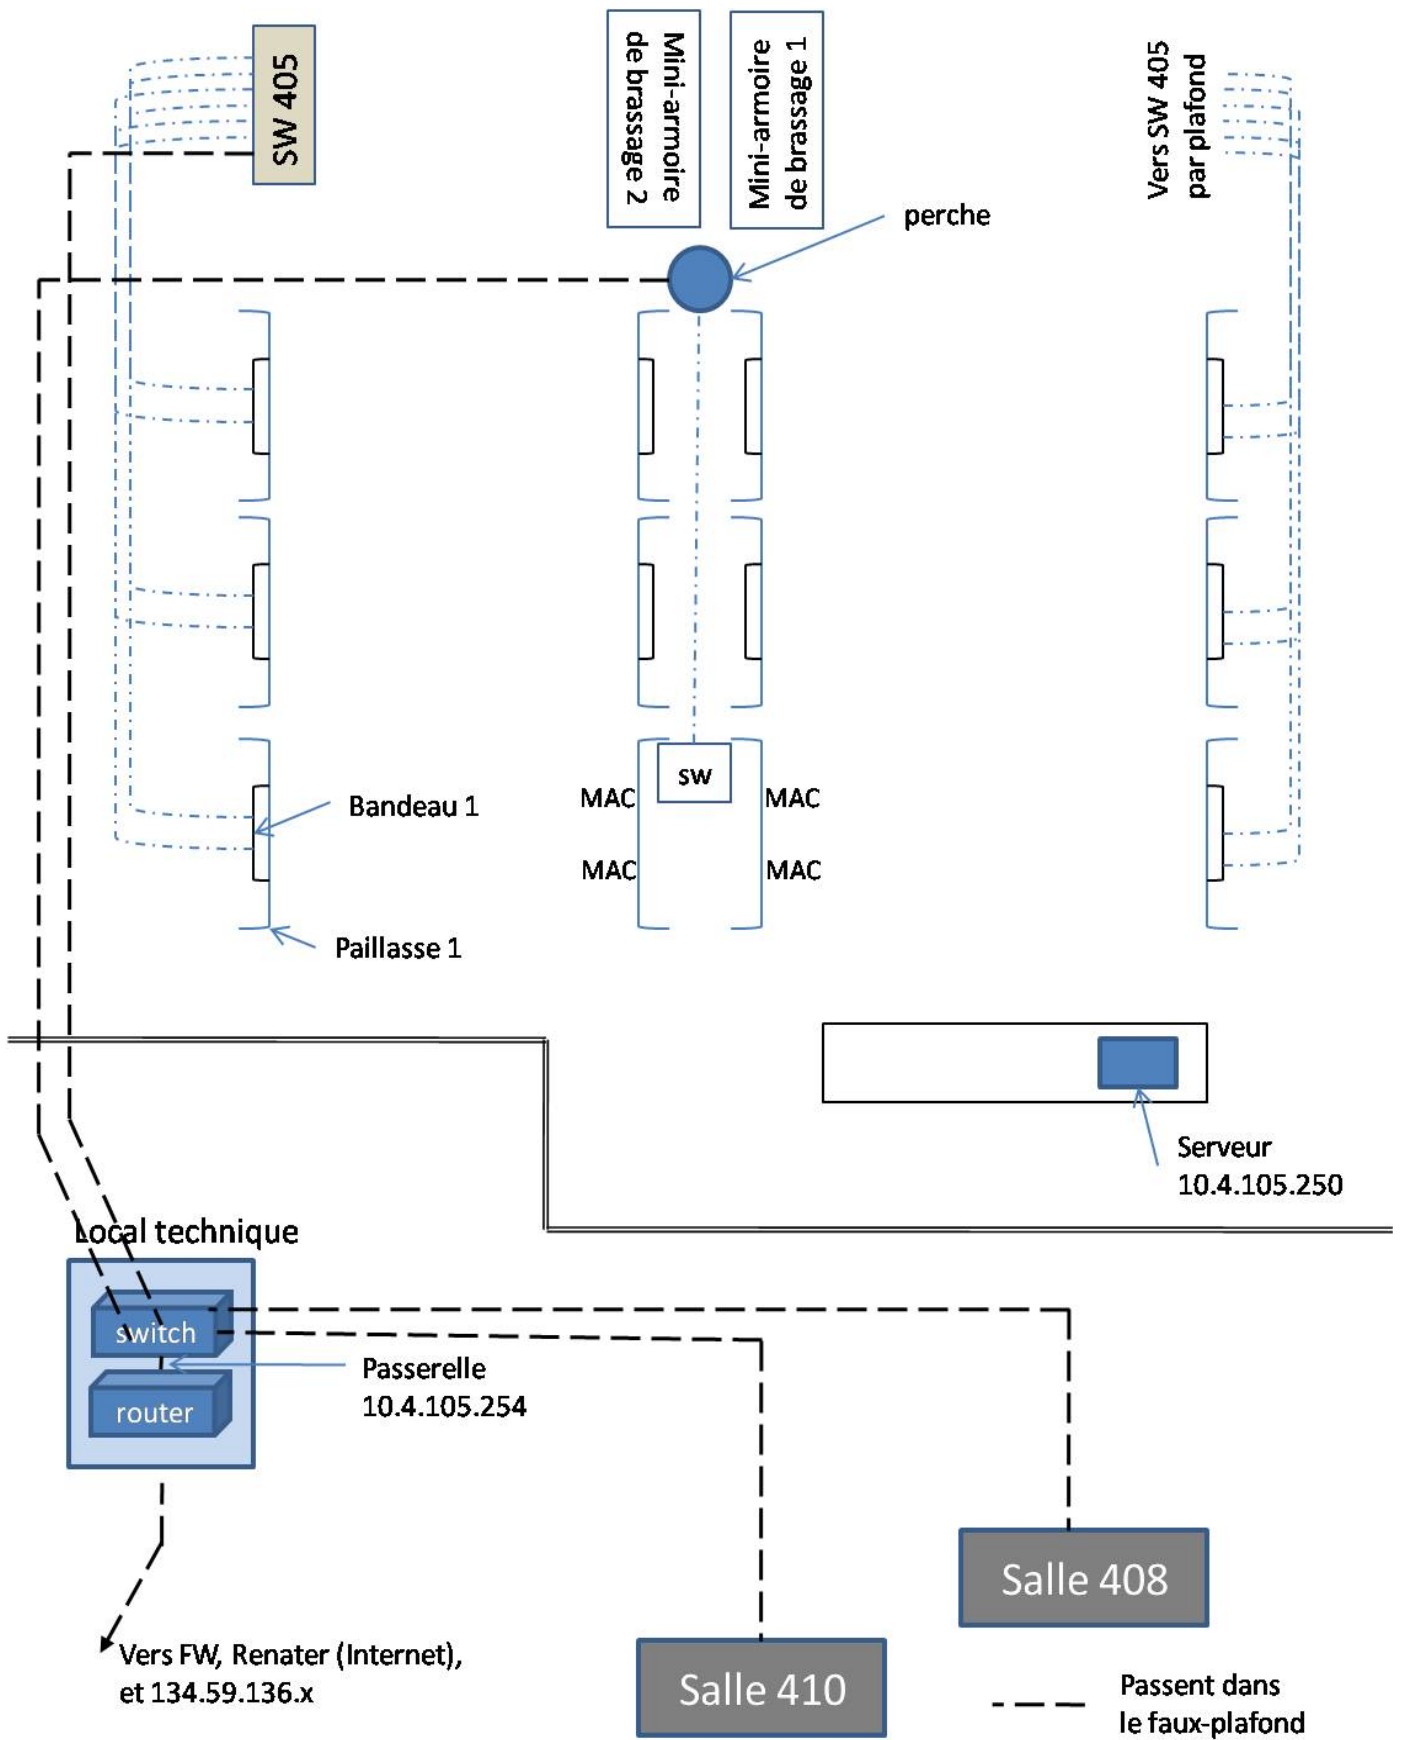 SW 405
Mini-armoire
de brassage 2
Mini-armoire
de brassage 1
Vers SW 405
par plafond
perche
sw
MAC
MAC
MAC
MAC
Bandeau 1
Paillasse 1
Serveur
10.4.105.250
Local technique
switch
Passerelle
10.4.105.254
router
Salle 408
Vers FW, Renater (Internet),
et 134.59.136.x
Salle 410
Passent dans
le faux-plafond